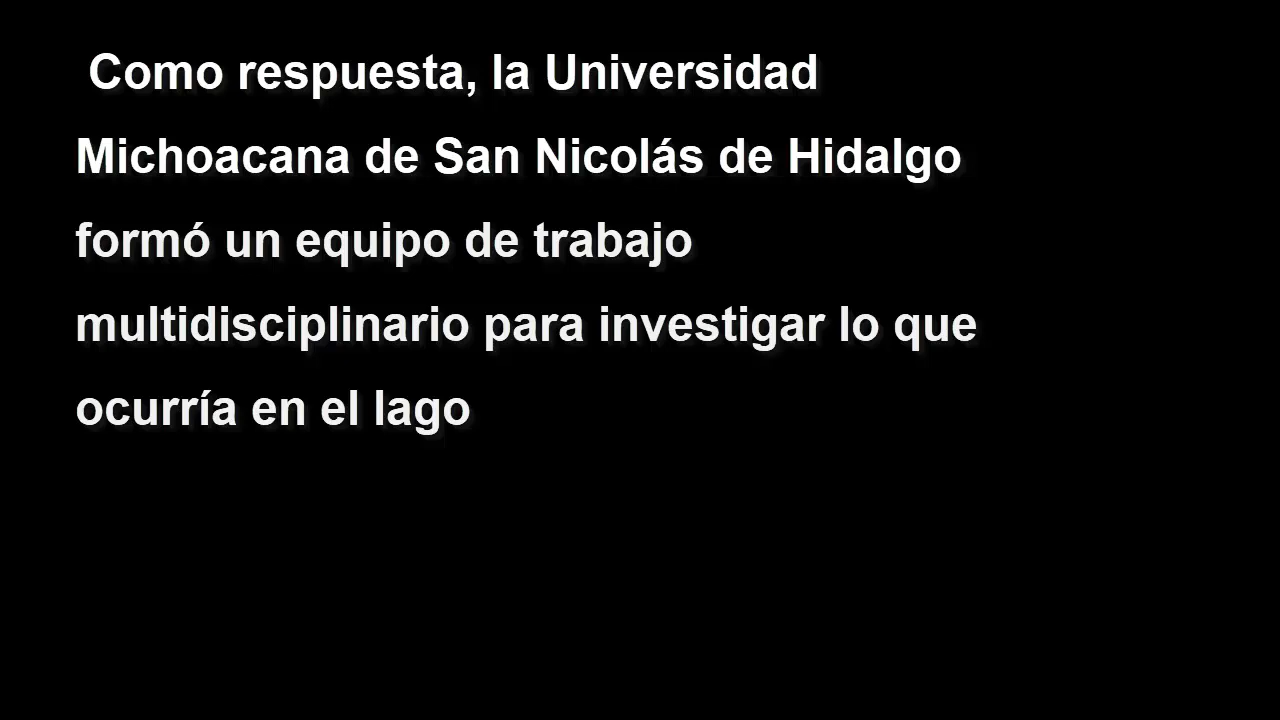 Como respuesta, la Universidad
Michoacana de San Nicolás de Hidalgo
formó un equipo de trabajo
multidisciplinario para investigar lo que
ocurría en el lago